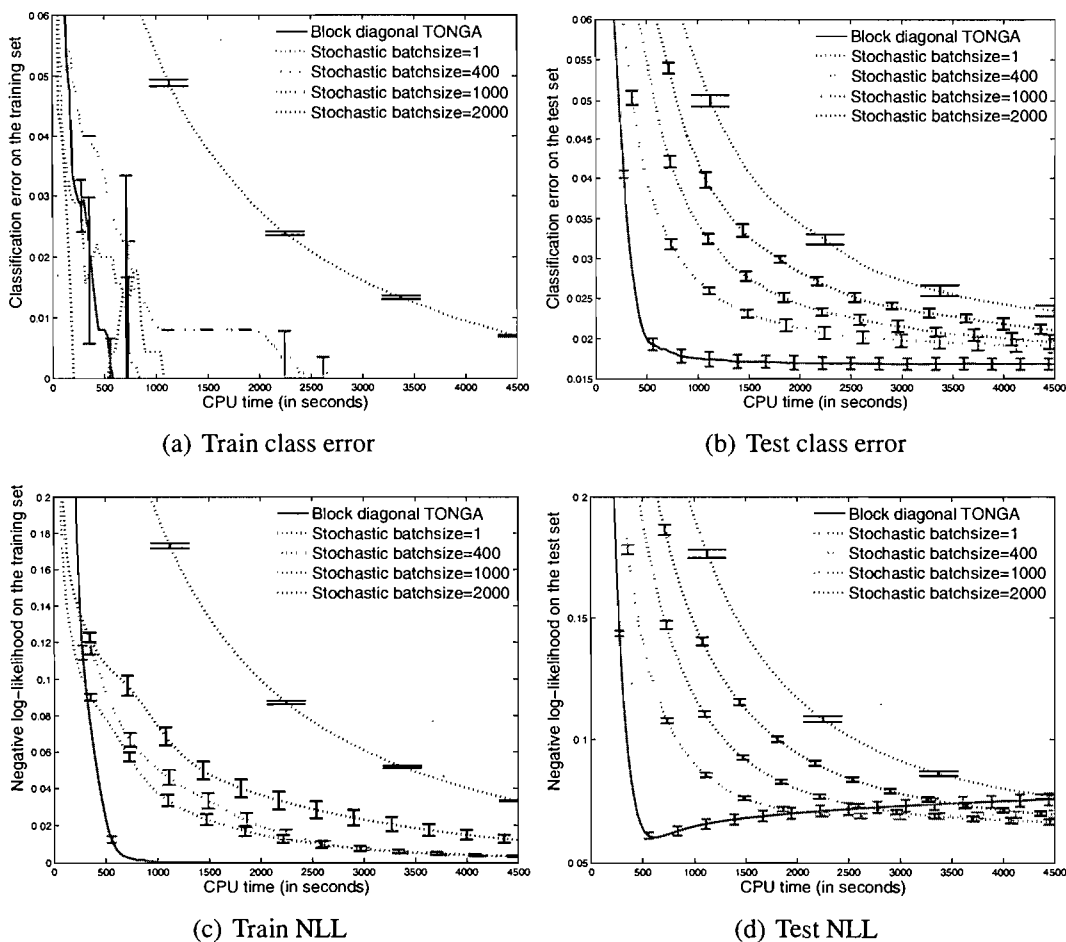 0.06
0.05
0.04
0.03
0.02
0.01
0
Classification error on the training set
Block diagonal TONGA
Stochastic batchsize=1
Stochastic batchsize=400
Stochastic batchsize=1000
Stochastic batchsize=2000
0 500 1000 1500 2000 2500 3000 3500 4000 4500
CPU time (in seconds)
(a) Train class error
0.06
0.055
0.05
0.045
0.04
0.035
0.03
0.025
0.02
0.015
Classification error on the test set
Block diagonal TONGA
Stochastic batchsize=1
Stochastic batchsize=400
Stochastic batchsize=1000
Stochastic batchsize=2000
0 500 1000 1500 2000 2500 3000 3500 4000 4500
CPU time (in seconds)
(b) Test class error
0.2
0.18
0.16
0.14
0.12
0.1
0.08
0.06
0.04
0.02
0
Negative log-likelihood on the training set
Block diagonal TONGA
Stochastic batchsize=1
Stochastic batchsize=400
Stochastic batchsize=1000
Stochastic batchsize=2000
0 500 1000 1500 2000 2500 3000 3500 4000 4500
CPU time (in seconds)
(c) Train NLL
0.2
0.15
0.1
0.05
Negative log-likelihood on the test set
Block diagonal TONGA
Stochastic batchsize=1
Stochastic batchsize=400
Stochastic batchsize=1000
Stochastic batchsize=2000
0 500 1000 1500 2000 2500 3000 3500 4000 4500
CPU time (in seconds)
(d) Test NLL